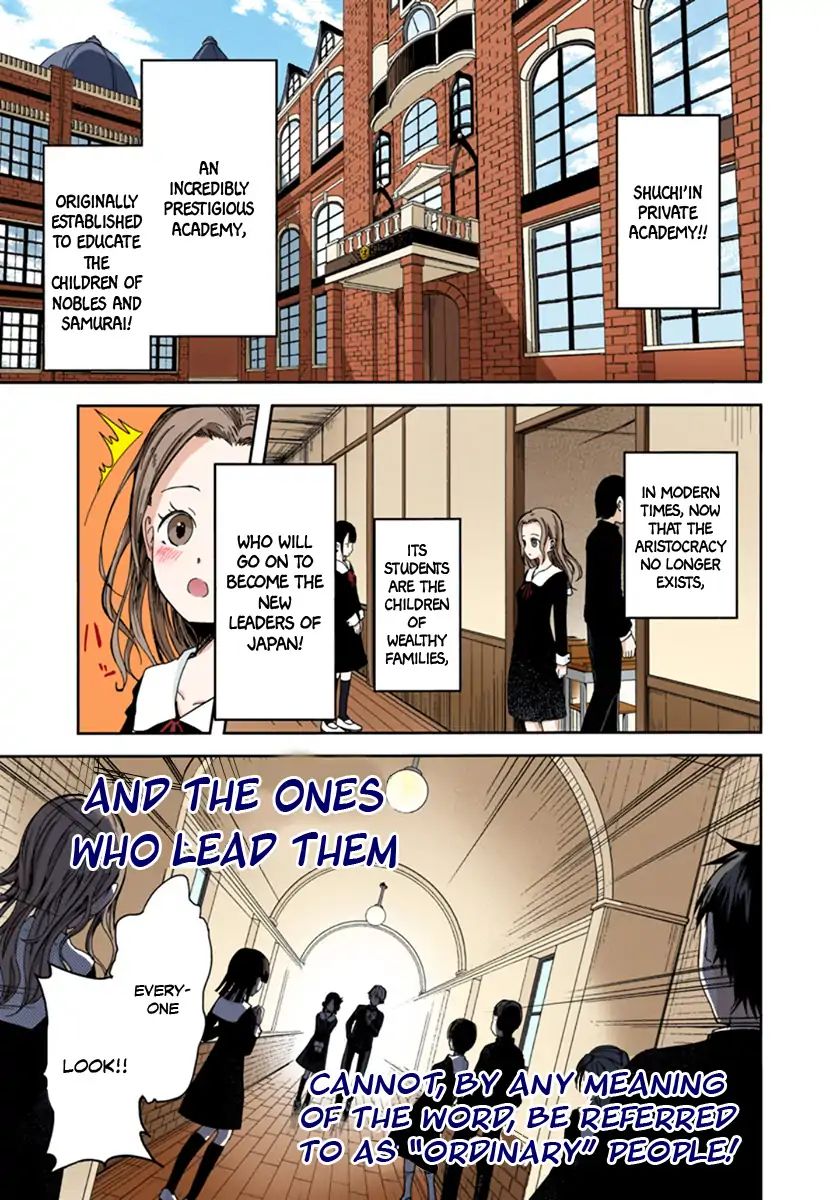 SHUCHI'IN
PRIVATE
ACADEMY!!
AN
INCREDIBLY
PRESTIGIOUS
ACADEMY,
ORIGINALLY
ESTABLISHED
TO EDUCATE
THE
CHILDREN OF
NOBLES AND
SAMURAI!
IN MODERN
TIMES, NOW
THAT THE
ARISTOCRACY
NO LONGER
EXISTS,
ITS
STUDENTS
ARE THE
CHILDREN
OF
WEALTHY
FAMILIES,
WHO WILL
GO ON TO
BECOME THE
NEW
LEADERS OF
JAPAN!
AND THE ONES
WHO LEAD THEM
EVERY-
ONE
LOOK!!
CANNOT, BY ANY MEANING
OF THE WORD, BE REFERRED
TO AS "ORDINARY" PEOPLE!